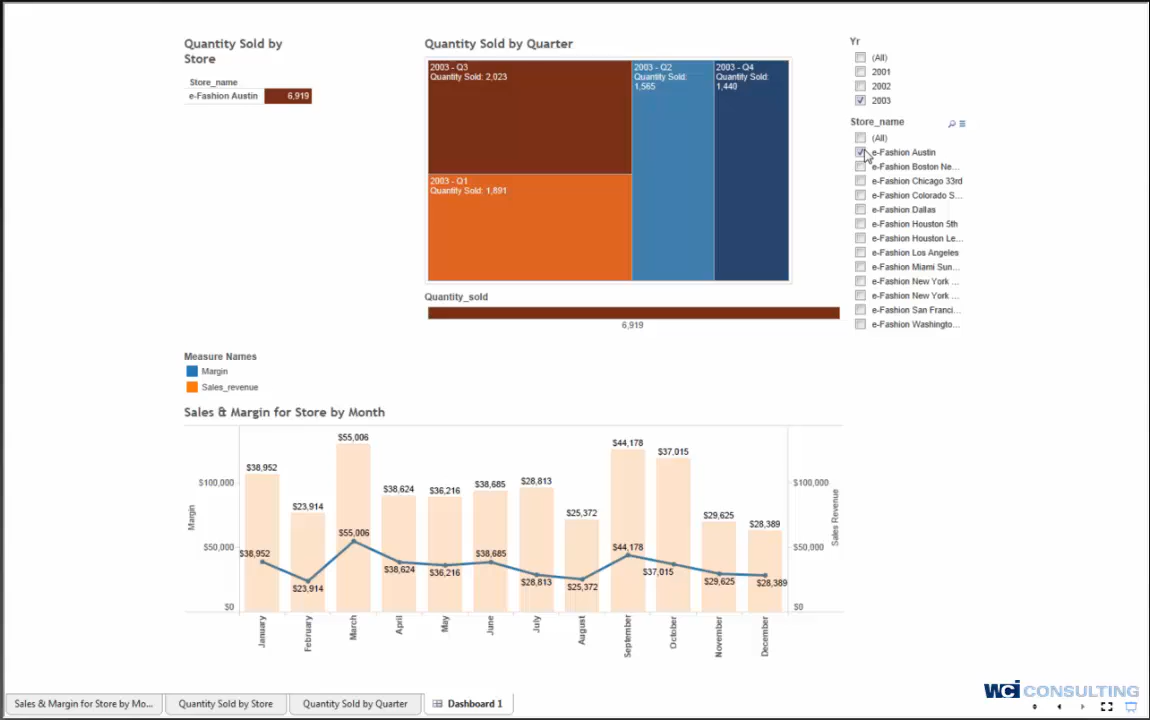 Quantity Sold by
Store
Store_name
e-Fashion Austin 6,919
Quantity Sold by Quarter
2003 - Q3
Quantity Sold: 2,023
2003 - Q1
Quantity Sold: 1,891
2003 - Q2
Quantity Sold:
1,565
2003 - Q4
Quantity Sold:
1,440
Quantity_sold
6,919
Yr
(All)
2001
2002
2003
Store_name
(All)
e-Fashion Austin
e-Fashion Boston Ne...
e-Fashion Chicago 33rd
e-Fashion Colorado S...
e-Fashion Dallas
e-Fashion Houston 5th
e-Fashion Houston Le...
e-Fashion Los Angeles
e-Fashion Miami Sun...
e-Fashion New York ...
e-Fashion New York ...
e-Fashion San Franci...
e-Fashion Washingto...
Measure Names
Margin
Sales_revenue
Sales & Margin for Store by Month
$38,952
$23,914
$55,006
$38,624
$36,216
$38,685
$28,813
$25,372
$44,178
$37,015
$29,625
$28,389
Margin
$100,000
$50,000
$0
$38,952
$23,914
$55,006
$38,624
$36,216
$38,685
$28,813
$25,372
$44,178
$37,015
$29,625
$28,389
$100,000
$50,000
$0
Sales Revenue
January
February
March
April
May
June
July
August
September
October
November
December
Sales & Margin for Store by Mo...
Quantity Sold by Store
Quantity Sold by Quarter
Dashboard 1
WCI CONSULTING